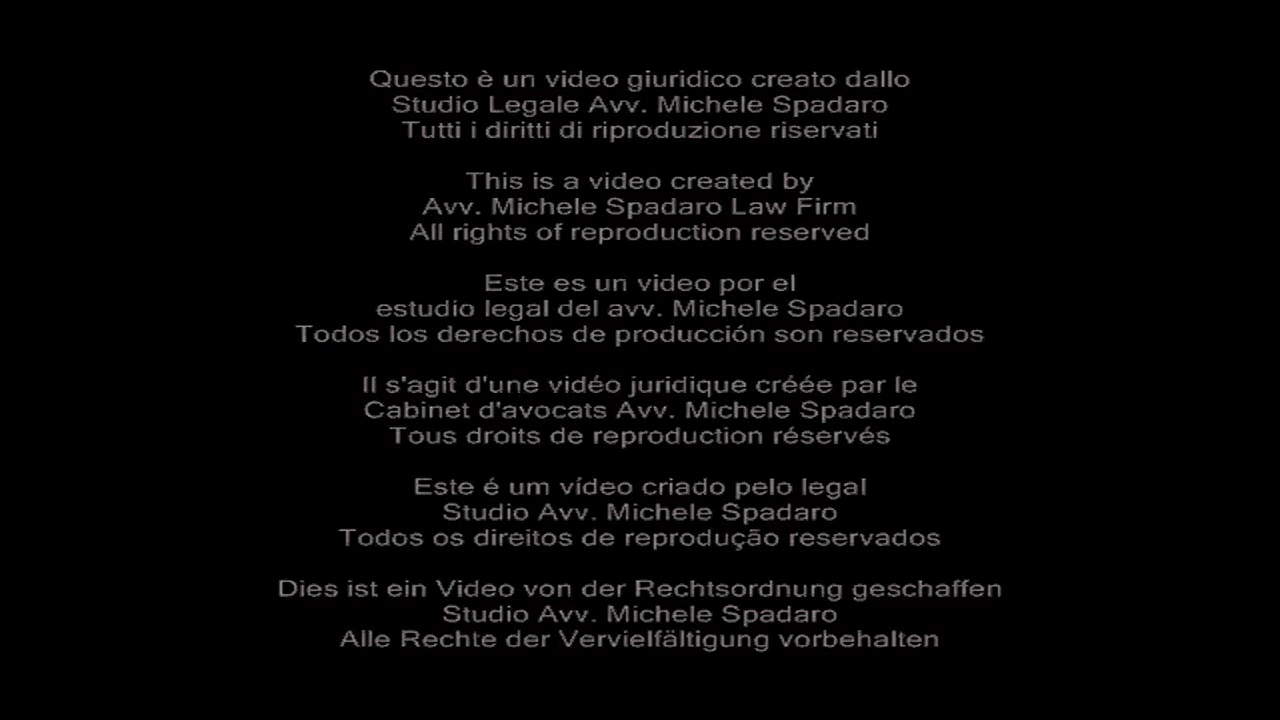 Questo è un video giuridico creato dallo
Studio Legale Avv. Michele Spadaro
Tutti i diritti di riproduzione riservati
This is a video created by
Avv. Michele Spadaro Law Firm
All rights of reproduction reserved
Este es un video por el
estudio legal del avv. Michele Spadaro
Todos los derechos de producción son reservados
Il s'agit d'une vidéo juridique créée par le
Cabinet d'avocats Avv. Michele Spadaro
Tous droits de reproduction réservés
Este é um vídeo criado pelo legal
Studio Avv. Michele Spadaro
Todos os direitos de reprodução reservados
Dies ist ein Video von der Rechtsordnung geschaffen
Studio Avv. Michele Spadaro
Alle Rechte der Vervielfältigung vorbehalten